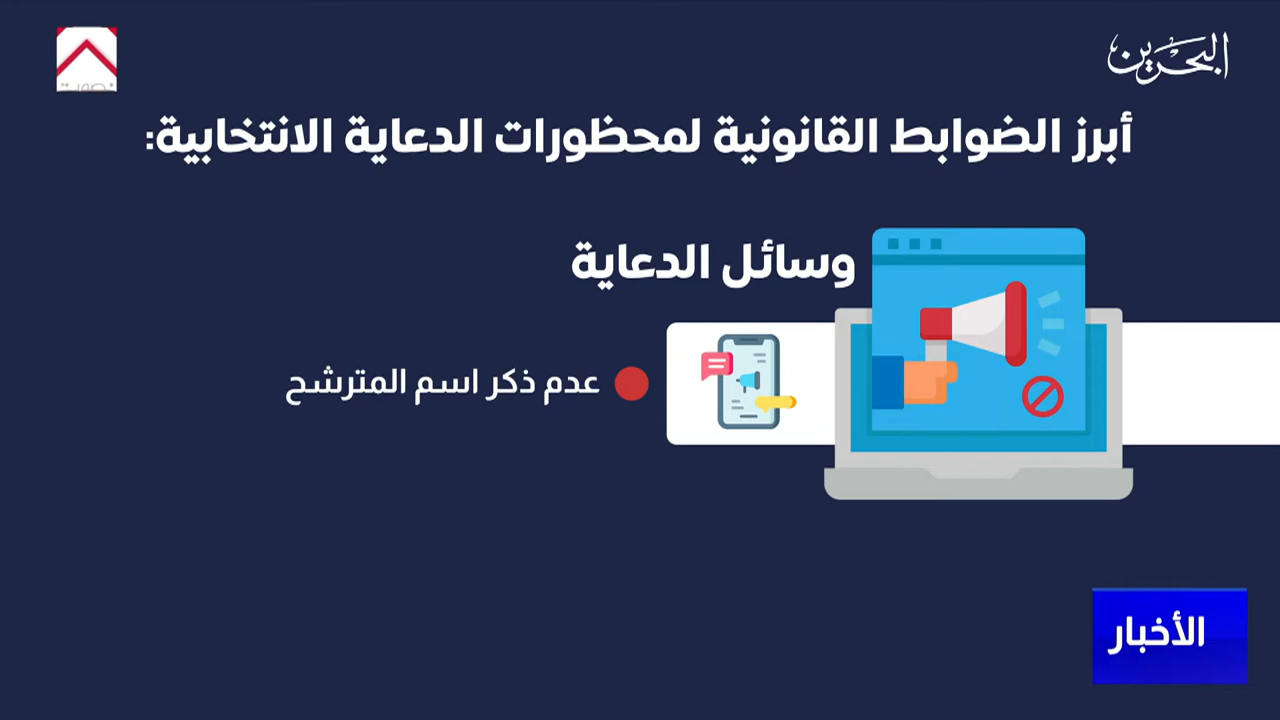 البحرين
أبرز الضوابط القانونية لمحظورات الدعاية الانتخابية:
وسائل الدعاية
عدم ذكر اسم المترشح
الأخبار